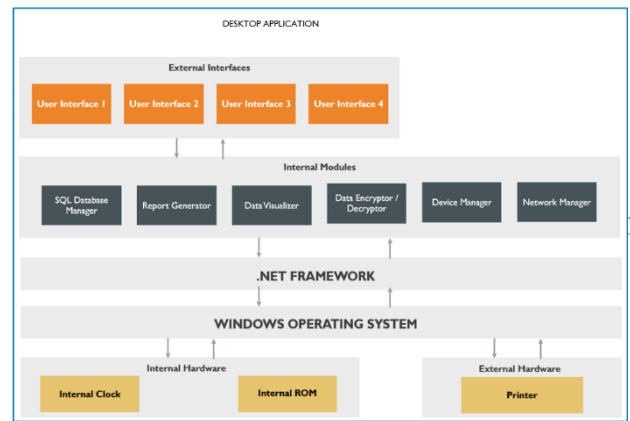 DESKTOP APPLICATION
External Interfaces
User Interface 1
User Interface 2
User Interface 3
User Interface 4
Internal Modules
SQL Database
Manager
Report Generator
Data Visualizer
Data Encryptor /
Decryptor
Device Manager
Network Manager
.NET FRAMEWORK
WINDOWS OPERATING SYSTEM
Internal Hardware
Internal Clock
Internal ROM
External Hardware
Printer